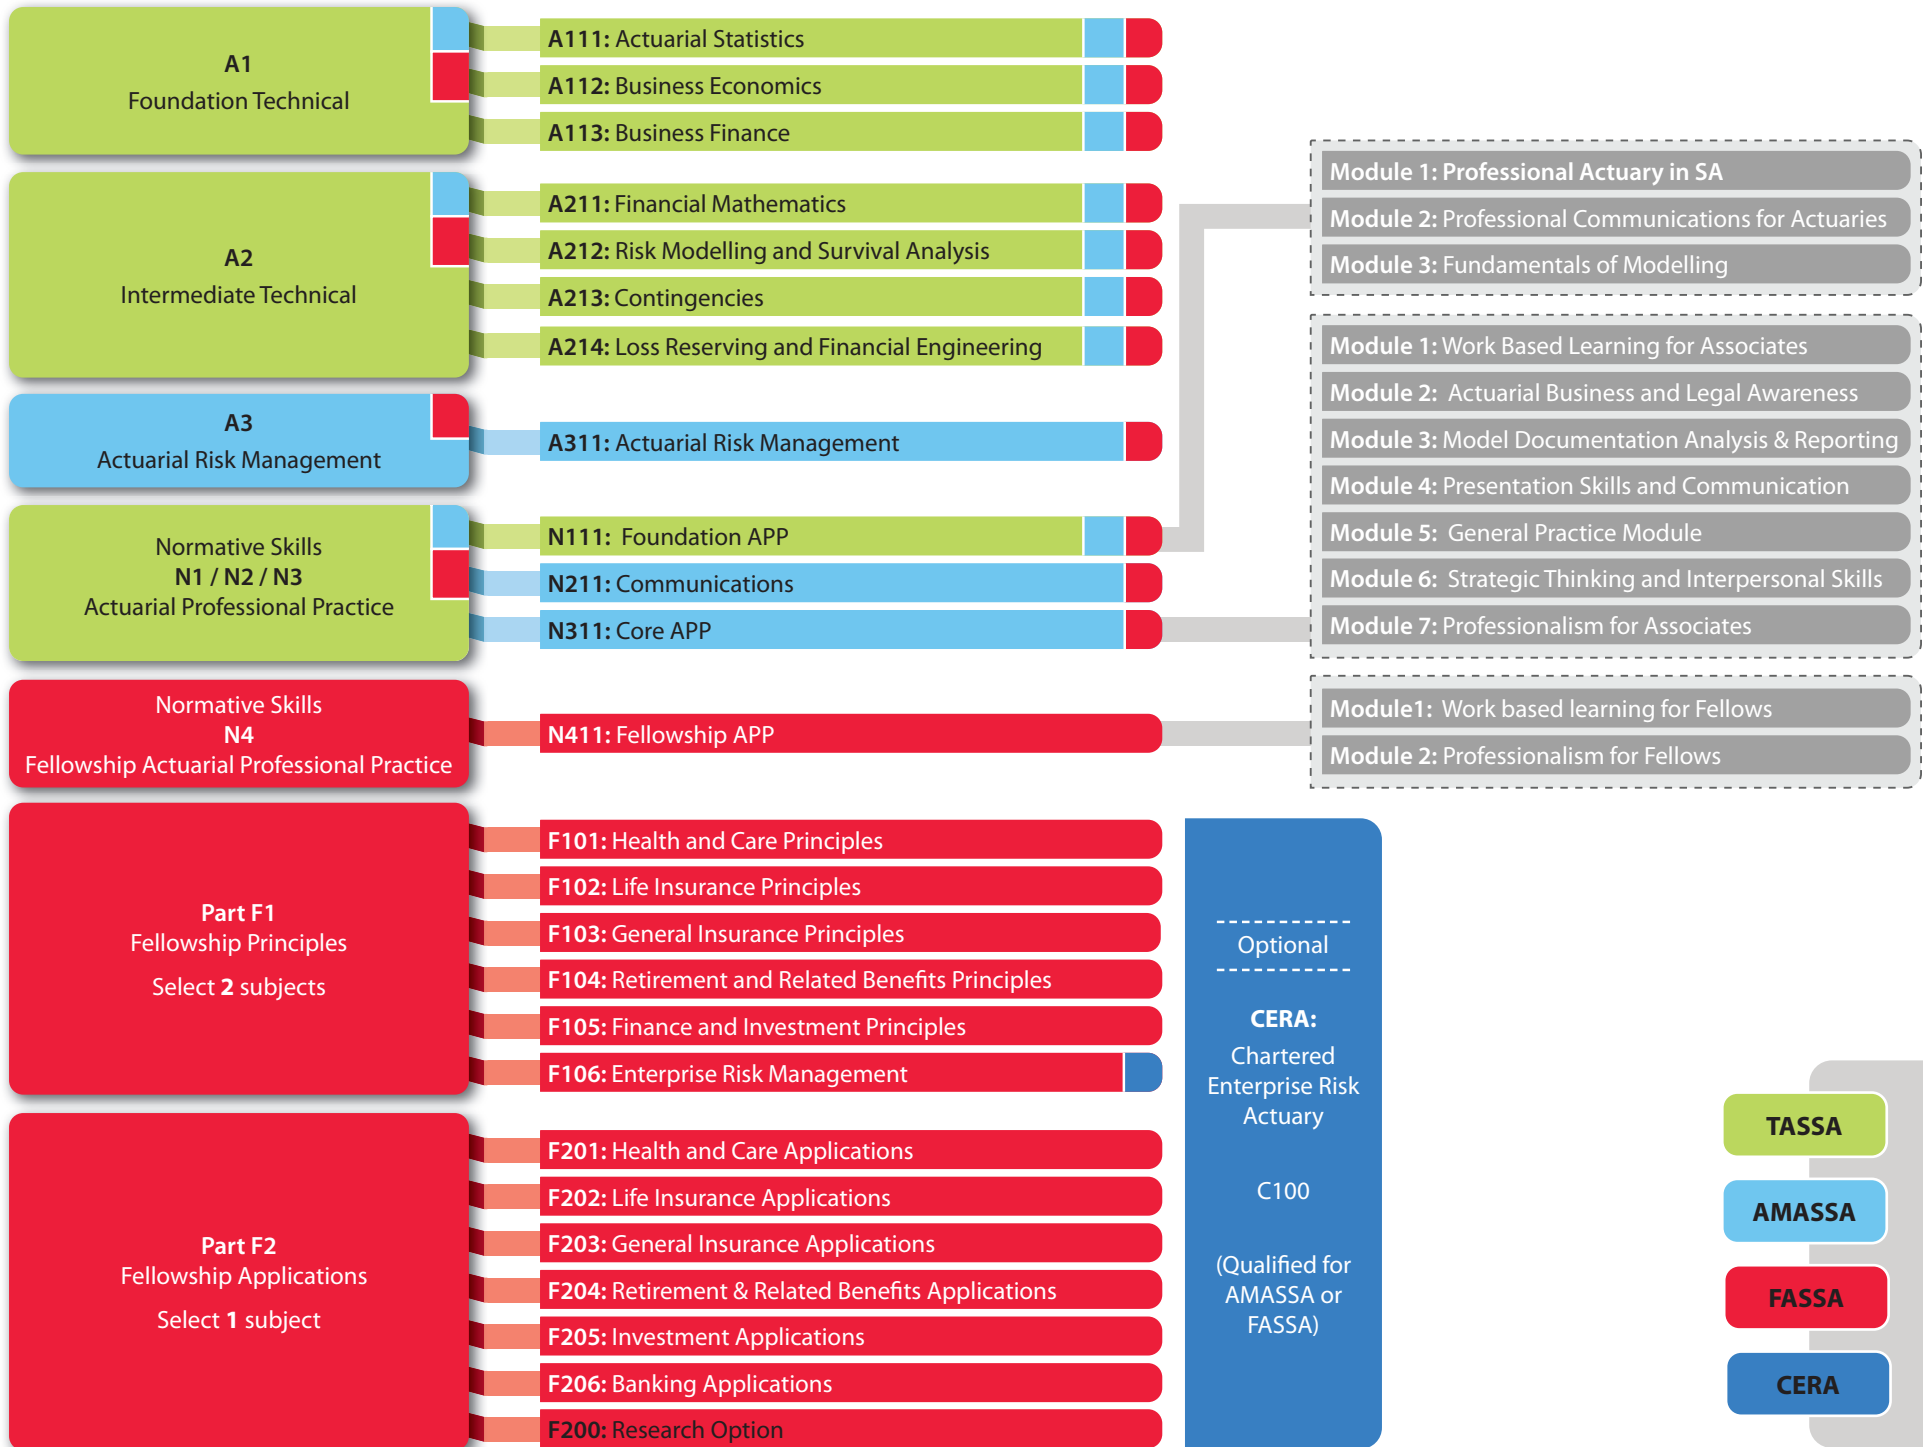 A1
Foundation Technical
A111: Actuarial Statistics
A112: Business Economics
A113: Business Finance
A2
Intermediate Technical
A211: Financial Mathematics
A212: Risk Modelling and Survival Analysis
A213: Contingencies
A214: Loss Reserving and Financial Engineering
A3
Actuarial Risk Management
A311: Actuarial Risk Management
Normative Skills
N1 / N2 / N3
Actuarial Professional Practice
N111: Foundation APP
N211: Communications
N311: Core APP
Module 1: Professional Actuary in SA
Module 2: Professional Communications for Actuaries
Module 3: Fundamentals of Modelling
Module 1: Work Based Learning for Associates
Module 2: Actuarial Business and Legal Awareness
Module 3: Model Documentation Analysis & Reporting
Module 4: Presentation Skills and Communication
Module 5: General Practice Module
Module 6: Strategic Thinking and Interpersonal Skills
Module 7: Professionalism for Associates
Normative Skills
N4
Fellowship Actuarial Professional Practice
N411: Fellowship APP
Module1: Work based learning for Fellows
Module 2: Professionalism for Fellows
Part F1
Fellowship Principles
Select 2 subjects
F101: Health and Care Principles
F102: Life Insurance Principles
F103: General Insurance Principles
F104: Retirement and Related Benefits Principles
F105: Finance and Investment Principles
F106: Enterprise Risk Management
Part F2
Fellowship Applications
Select 1 subject
F201: Health and Care Applications
F202: Life Insurance Applications
F203: General Insurance Applications
F204: Retirement & Related Benefits Applications
F205: Investment Applications
F206: Banking Applications
F200: Research Option
Optional
CERA:
Chartered
Enterprise Risk
Actuary
C100
(Qualified for
AMASSA or
FASSA)
TASSA
AMASSA
FASSA
CERA